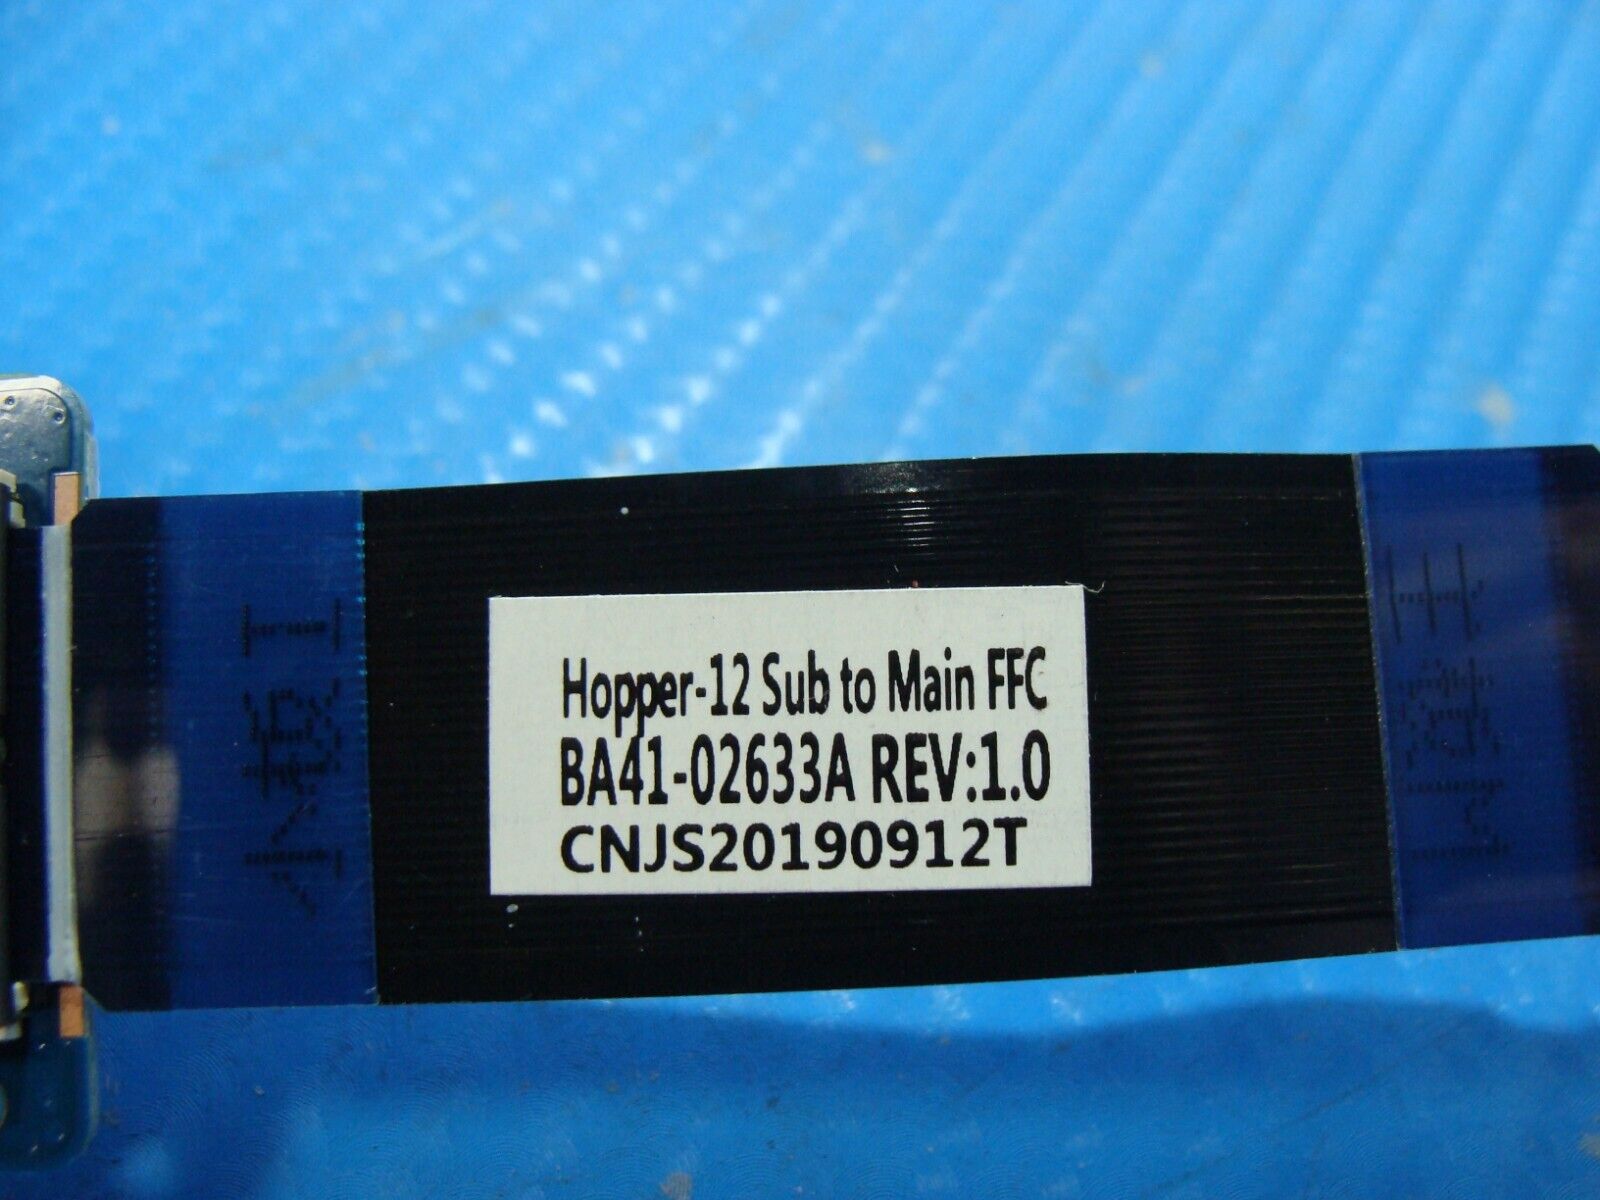 Hopper-12 Sub to Main FFC
BA41-02633A REV:1.0
CNJS20190912T